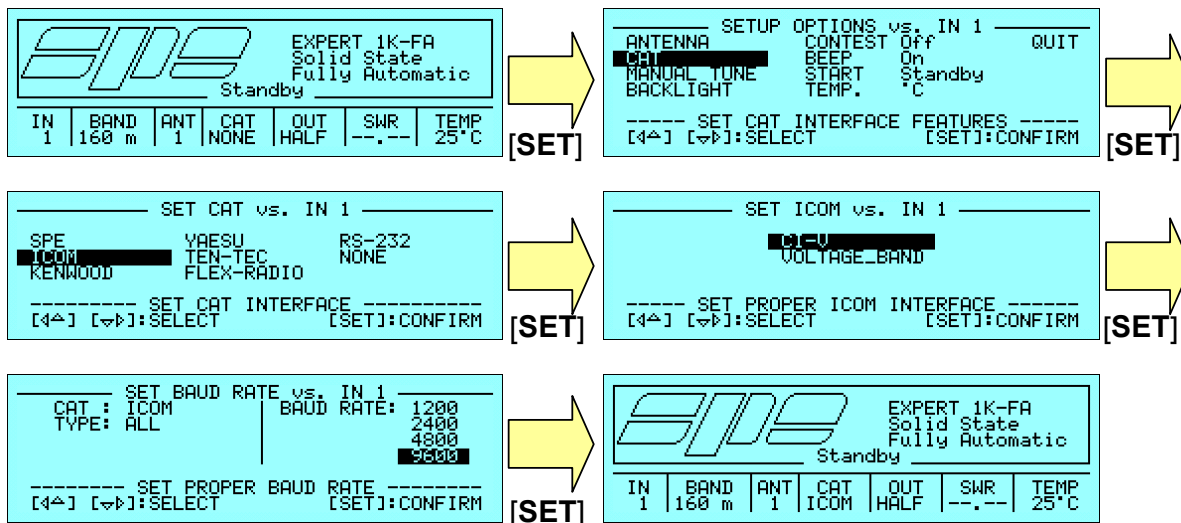 spe
EXPERT 1K-FA
Solid State
Fully Automatic
Standby
IN BAND ANT CAT OUT SWR TEMP
1 160 m 1 NONE HALF --.-- 25°C
[SET]
SETUP OPTIONS vs. IN 1
ANTENNA CONTEST Off QUIT
CAT BEEP On
MANUAL TUNE START Standby
BACKLIGHT TEMP. °C
----- SET CAT INTERFACE FEATURES -----
[◁△] [▽▷]:SELECT [SET]:CONFIRM
[SET]
SET CAT vs. IN 1
SPE YAESU RS-232
ICOM TEN-TEC NONE
KENWOOD FLEX-RADIO
--------- SET CAT INTERFACE ----------
[◁△] [▽▷]:SELECT [SET]:CONFIRM
[SET]
SET ICOM vs. IN 1
CI-V
VOLTAGE_BAND
----- SET PROPER ICOM INTERFACE ------
[◁△] [▽▷]:SELECT [SET]:CONFIRM
[SET]
SET BAUD RATE vs. IN 1
CAT : ICOM BAUD RATE: 1200
TYPE: ALL 2400
4800
9600
-------- SET PROPER BAUD RATE --------
[◁△] [▽▷]:SELECT [SET]:CONFIRM
[SET]
spe
EXPERT 1K-FA
Solid State
Fully Automatic
Standby
IN BAND ANT CAT OUT SWR TEMP
1 160 m 1 ICOM HALF --.-- 25°C